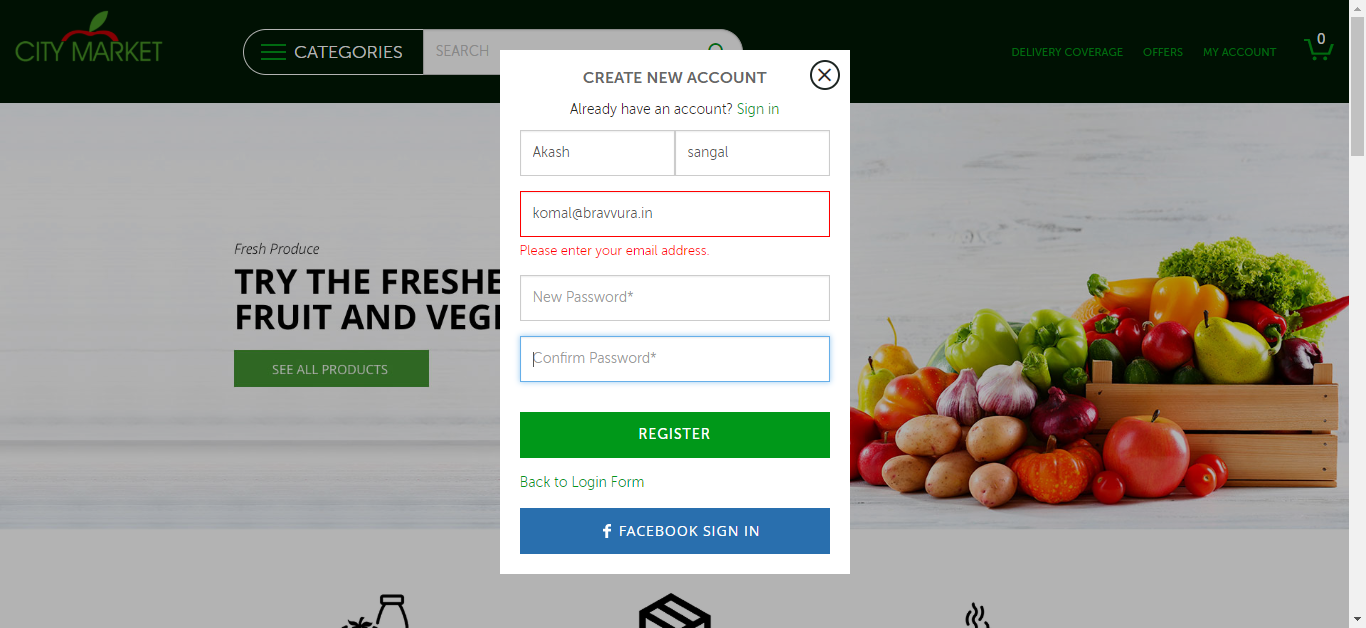 CITY MARKET
CATEGORIES
SEARCH
DELIVERY COVERAGE
OFFERS
MY ACCOUNT
0
CREATE NEW ACCOUNT
Already have an account? Sign in
Akash
sangal
komal@bravvura.in
Please enter your email address.
New Password*
Confirm Password*
REGISTER
Back to Login Form
f FACEBOOK SIGN IN
Fresh Produce
TRY THE FRESHE
FRUIT AND VEG
SEE ALL PRODUCTS